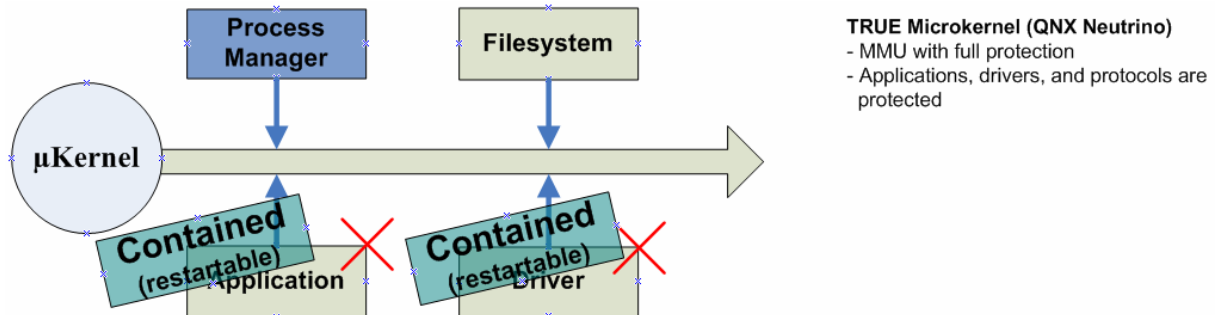 Process
Manager
Filesystem
TRUE Microkernel (QNX Neutrino)
- MMU with full protection
- Applications, drivers, and protocols are
protected
µKernel
Contained
(restartable)
Application
Contained
(restartable)
Driver